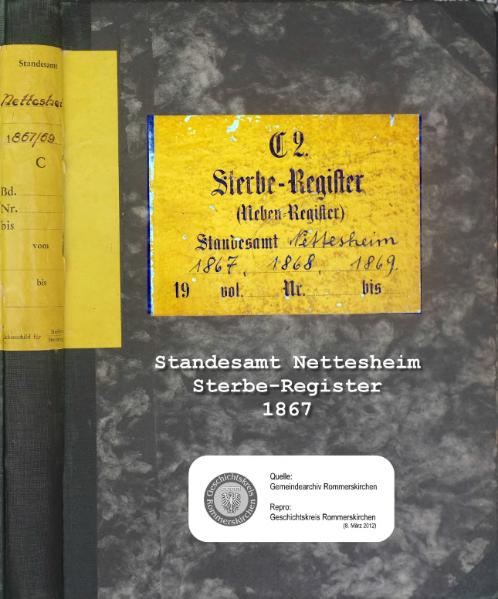 Standesamt
Nettesheim
1867/69
C
Bd.
Nr.
bis
vom
bis
C 2.
Sterbe-Register
(Neben-Register)
Standesamt Nettesheim
1867, 1868, 1869.
19 vol. Nr. bis
Standesamt Nettesheim
Sterbe-Register
1867
Geschichtskreis
Rommerskirchen
Quelle:
Gemeindearchiv Rommerskirchen
Repro:
Geschichtskreis Rommerskirchen
(8. März 2012)